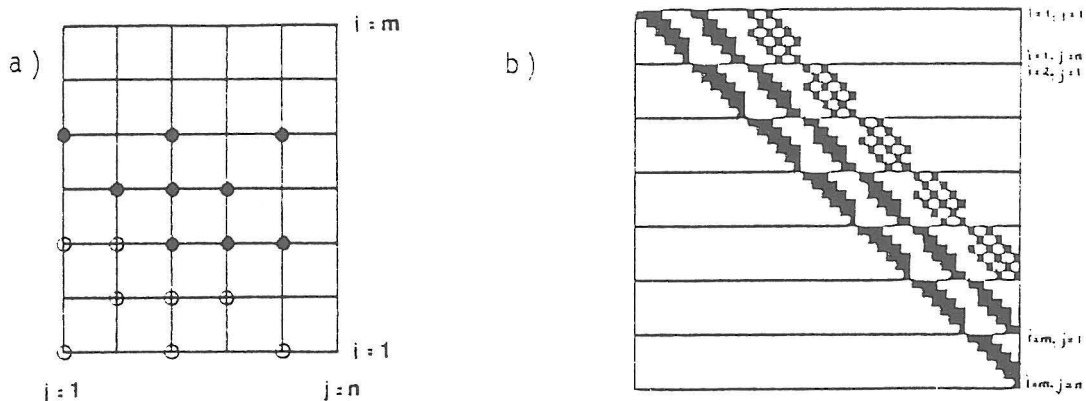 a)
i=m
i=1
j=1
j=n
b)
i=1, j=1
i=1, j=n
i=2, j=1
i=m, j=1
i=m, j=n